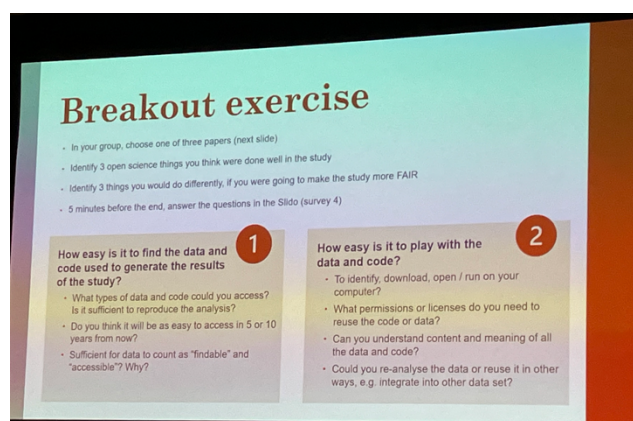 Breakout exercise
• In your group, choose one of three papers (next slide)
• Identify 3 open science things you think were done well in the study
• Identify 3 things you would do differently, if you were going to make the study more FAIR
• 5 minutes before the end, answer the questions in the Slido (survey 4)
1
How easy is it to find the data and
code used to generate the results
of the study?
• What types of data and code could you access?
Is it sufficient to reproduce the analysis?
• Do you think it will be as easy to access in 5 or 10
years from now?
• Sufficient for data to count as "findable" and
"accessible"? Why?
2
How easy is it to play with the
data and code?
• To identify, download, open / run on your
computer?
• What permissions or licenses do you need to
reuse the code or data?
• Can you understand content and meaning of all
the data and code?
• Could you re-analyse the data or reuse it in other
ways, e.g. integrate into other data set?